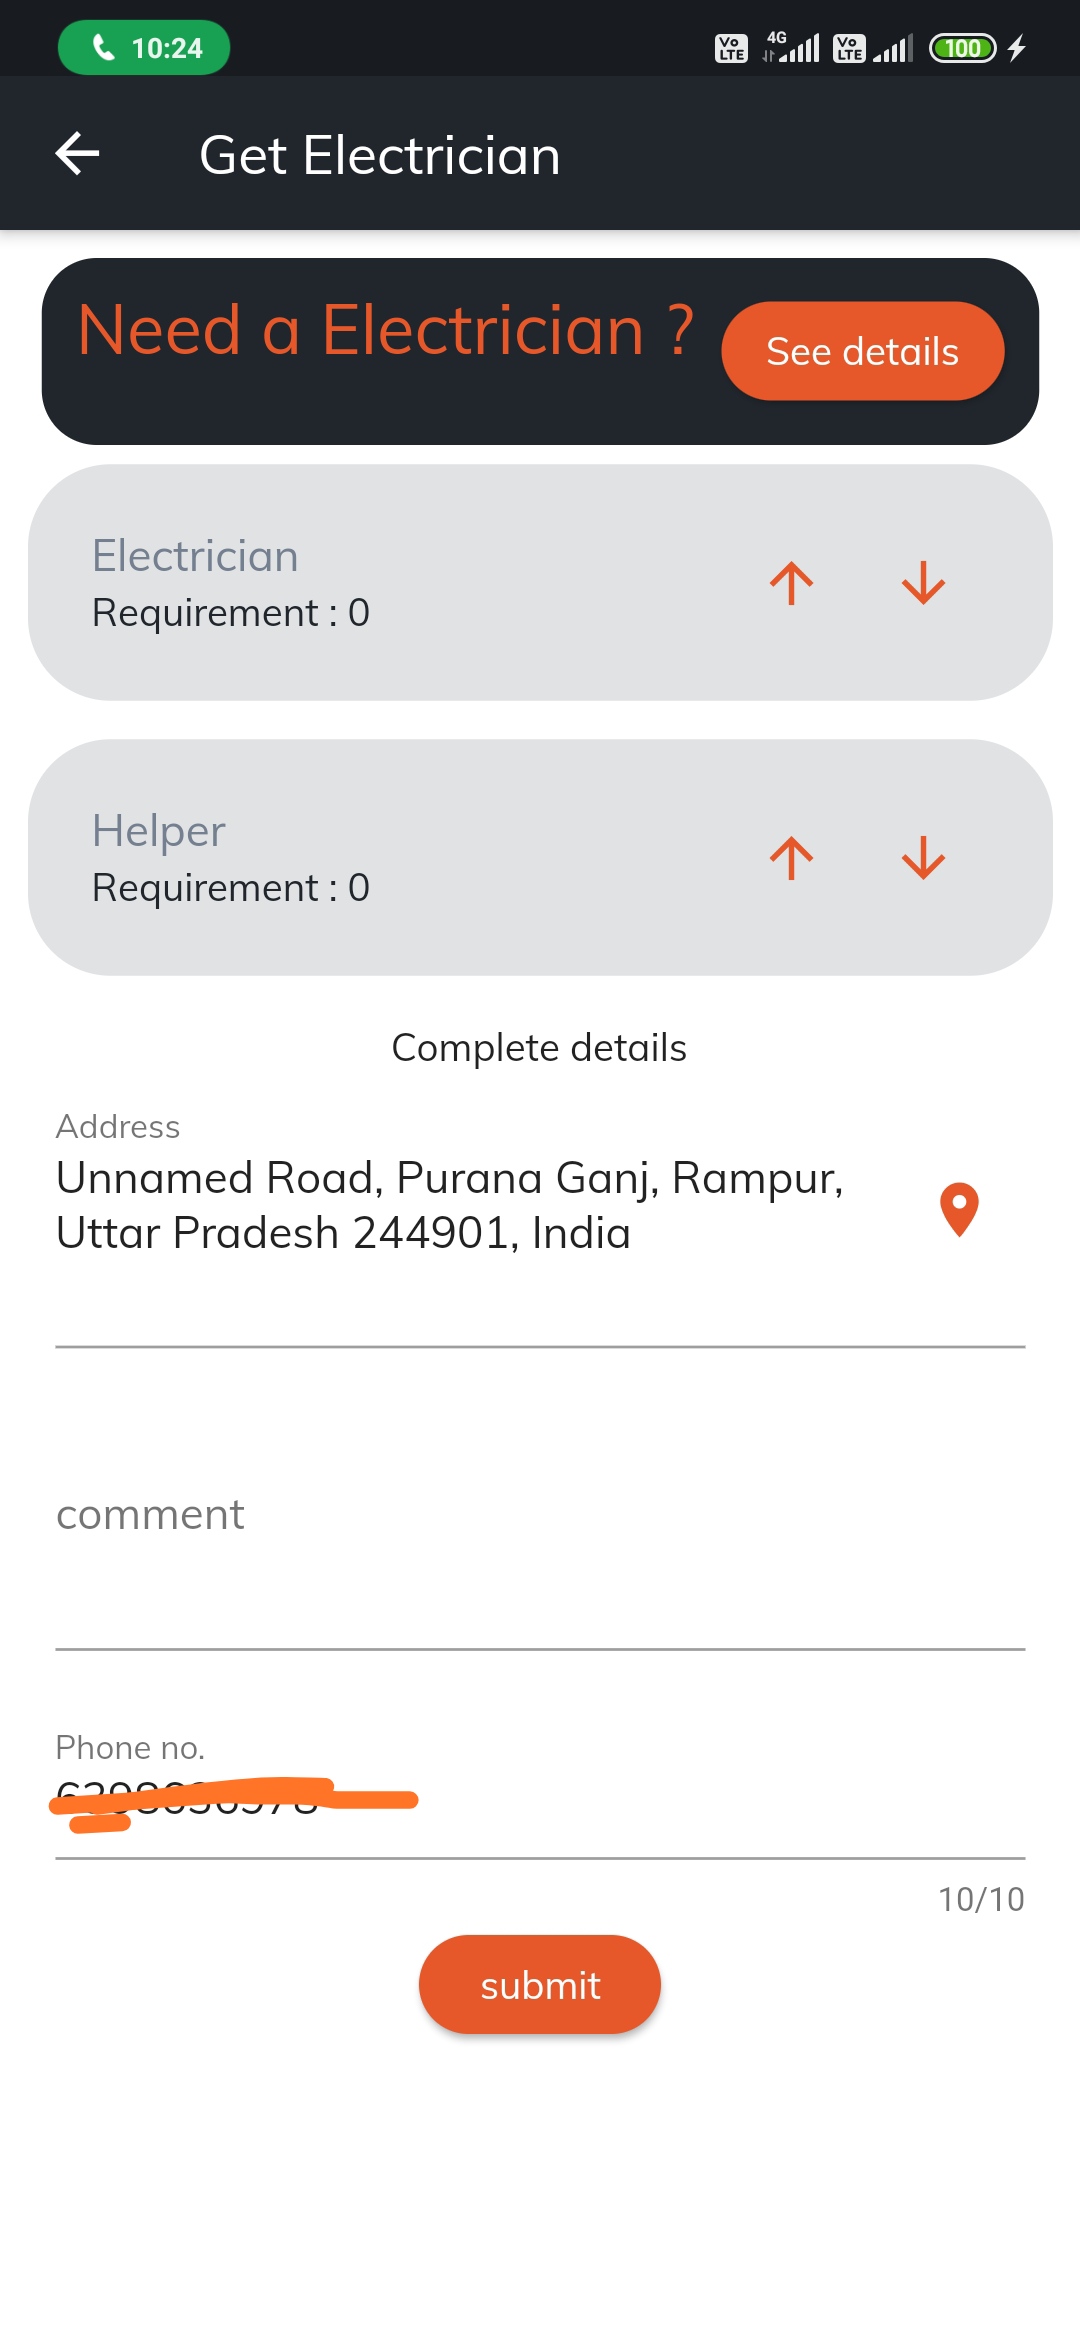 10:24
Vo LTE 4G Vo LTE 100
Get Electrician
Need a Electrician ?
See details
Electrician
Requirement : 0
Helper
Requirement : 0
Complete details
Address
Unnamed Road, Purana Ganj, Rampur,
Uttar Pradesh 244901, India
comment
Phone no.
10/10
submit